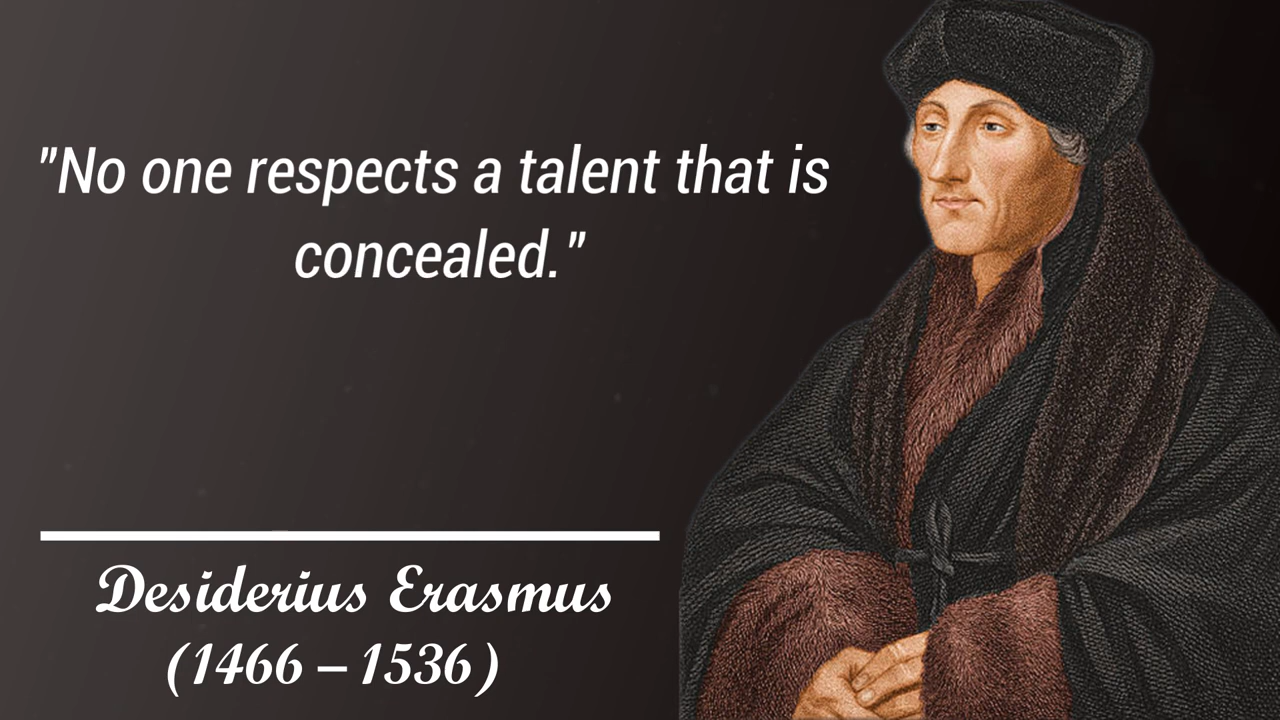 "No one respects a talent that is
concealed."
Desiderius Erasmus
(1466 – 1536)